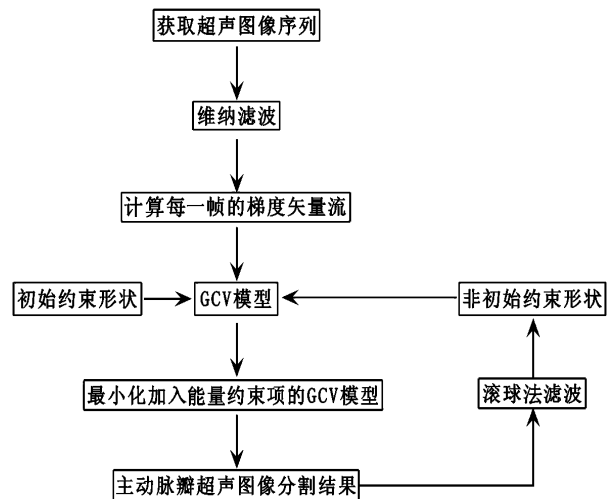 获取超声图像序列
维纳滤波
计算每一帧的梯度矢量流
初始约束形状
GCV模型
非初始约束形状
最小化加入能量约束项的GCV模型
滚球法滤波
主动脉瓣超声图像分割结果